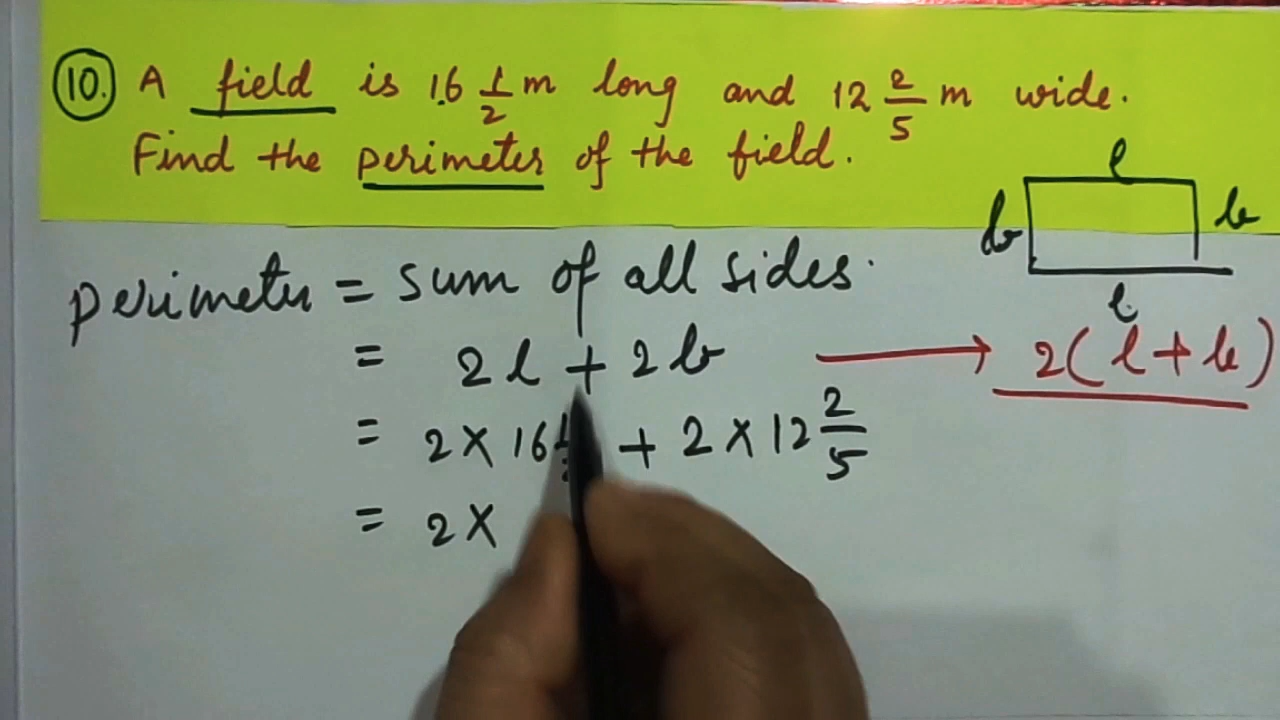 10. A field is 16 1/2 m long and 12 2/5 m wide.
Find the perimeter of the field.
l
b b
l
perimeter = sum of all sides.
= 2l + 2b → 2(l+b)
= 2 × 16 + 2 × 12 2/5
= 2 ×